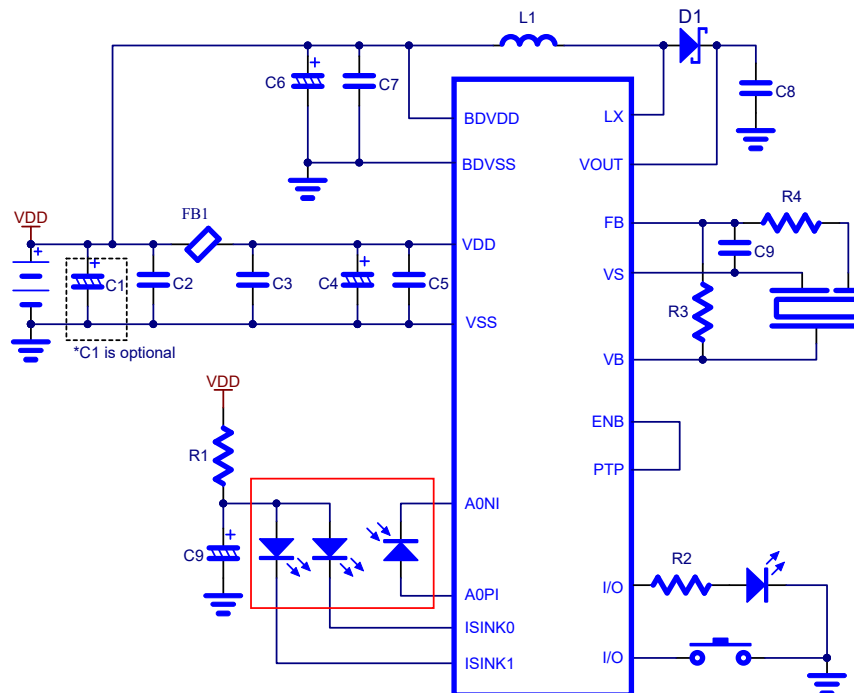 L1
D1
+
C6
C7
C8
BDVDD
LX
BDVSS
VOUT
VDD
FB1
R4
FB
C9
VDD
+
+
+
C1
C2
C3
C4
C5
VS
R3
VSS
*C1 is optional
VB
VDD
ENB
R1
PTP
A0NI
+
C9
R2
A0PI
I/O
ISINK0
ISINK1
I/O